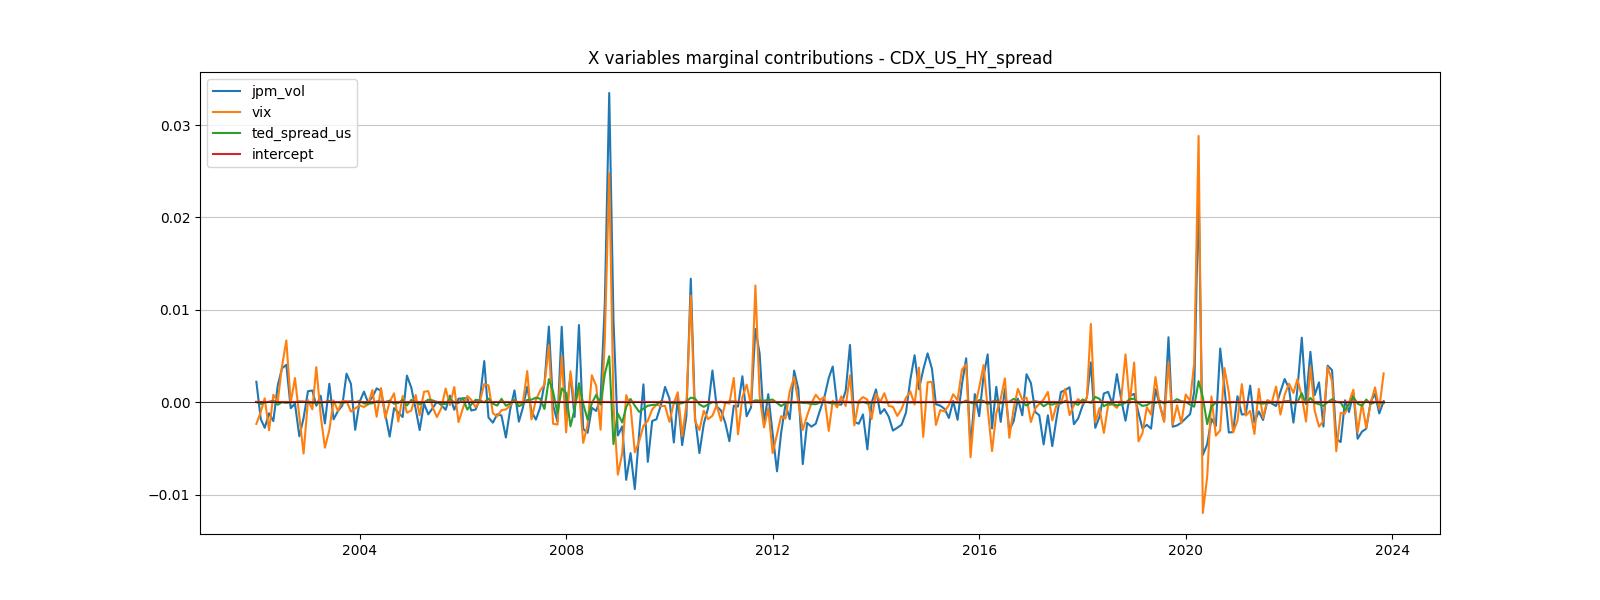 X variables marginal contributions - CDX_US_HY_spread
jpm_vol
vix
ted_spread_us
intercept
0.03
0.02
0.01
0.00
−0.01
2004
2008
2012
2016
2020
2024